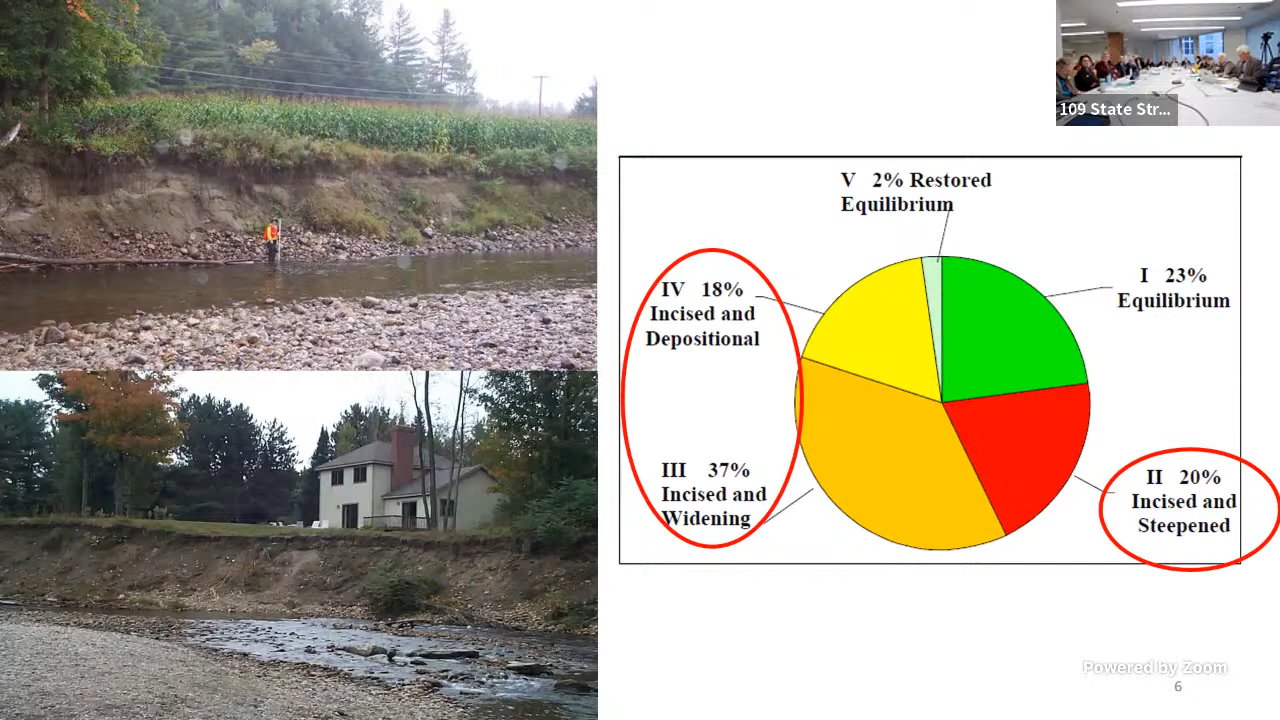 109 State Str...
V 2% Restored
Equilibrium
I 23%
Equilibrium
IV 18%
Incised and
Depositional
III 37%
Incised and
Widening
II 20%
Incised and
Steepened
Powered by Zoom
6